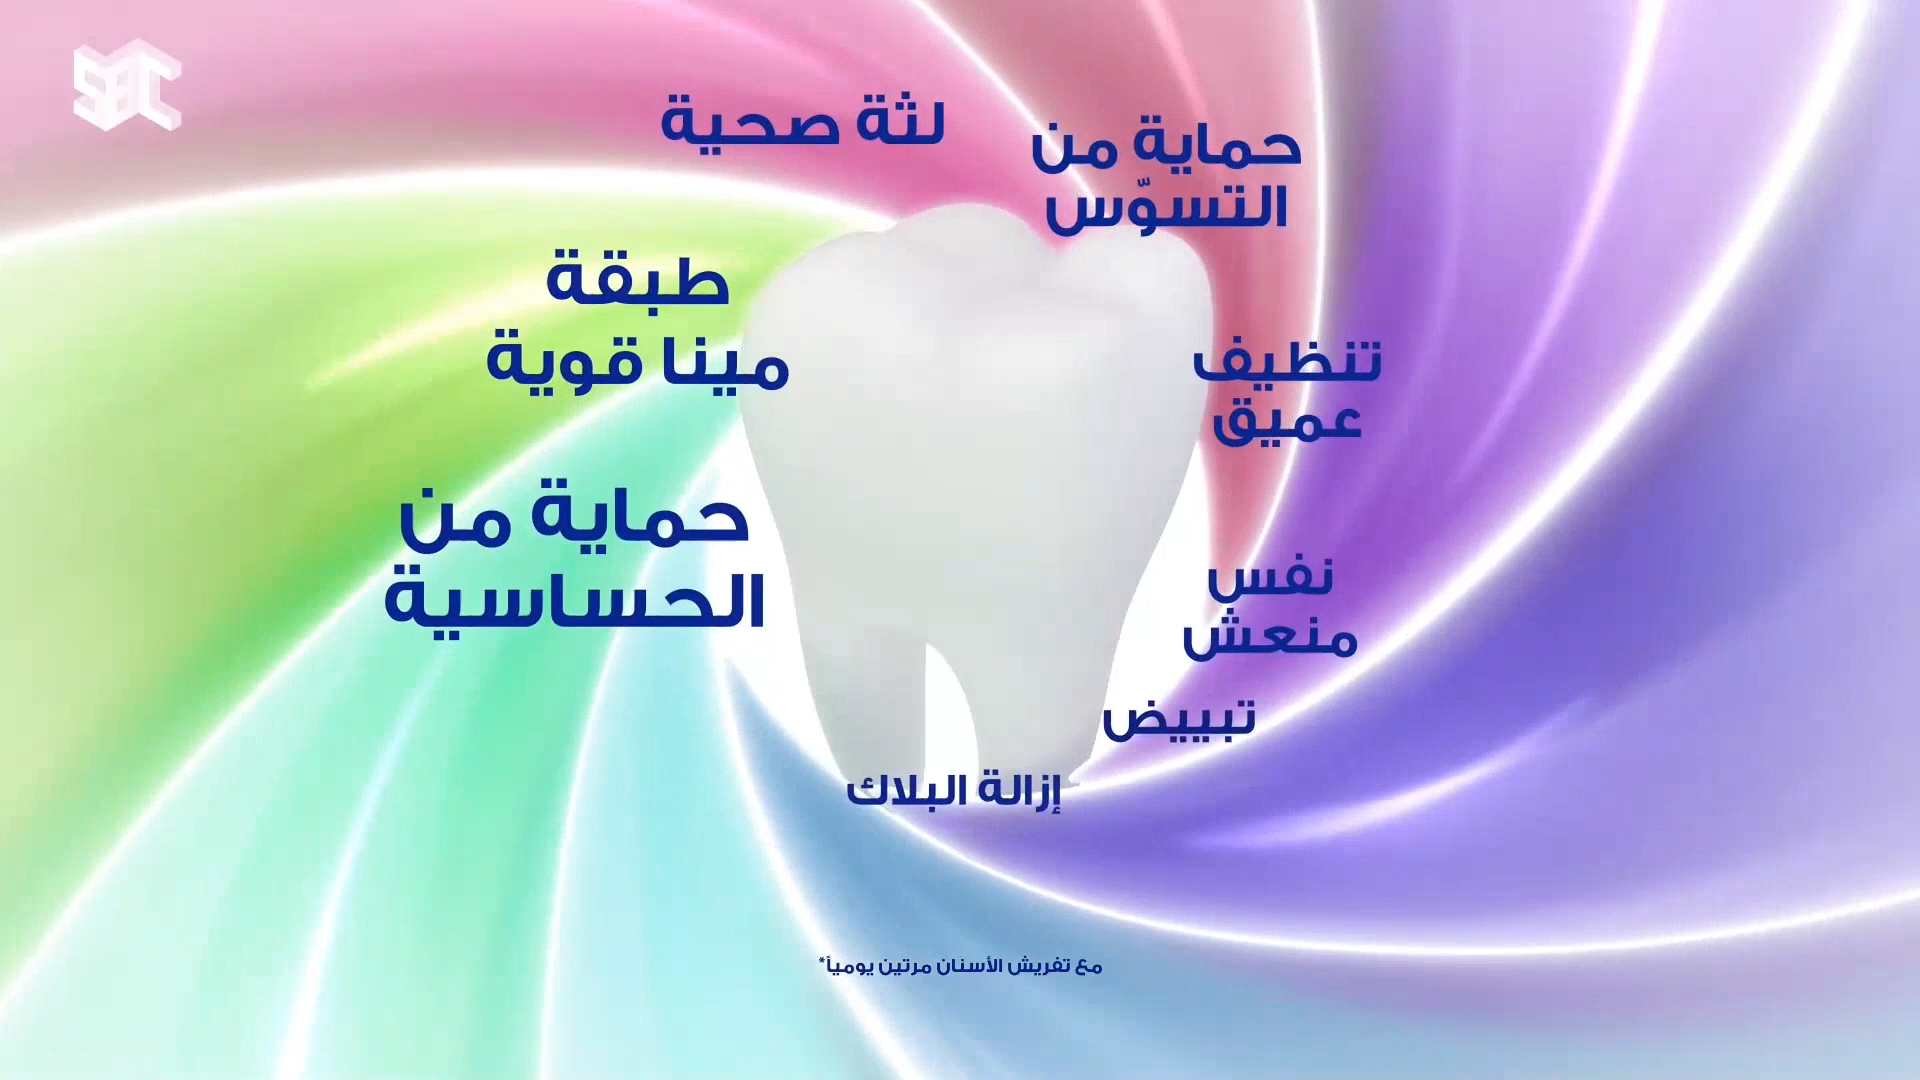 SBC
لثة صحية
حماية من
التسوّس
طبقة
مينا قوية
تنظيف
عميق
حماية من
الحساسية
نفس
منعش
تبييض
إزالة البلاك
مع تفريش الأسنان مرتين يومياً*